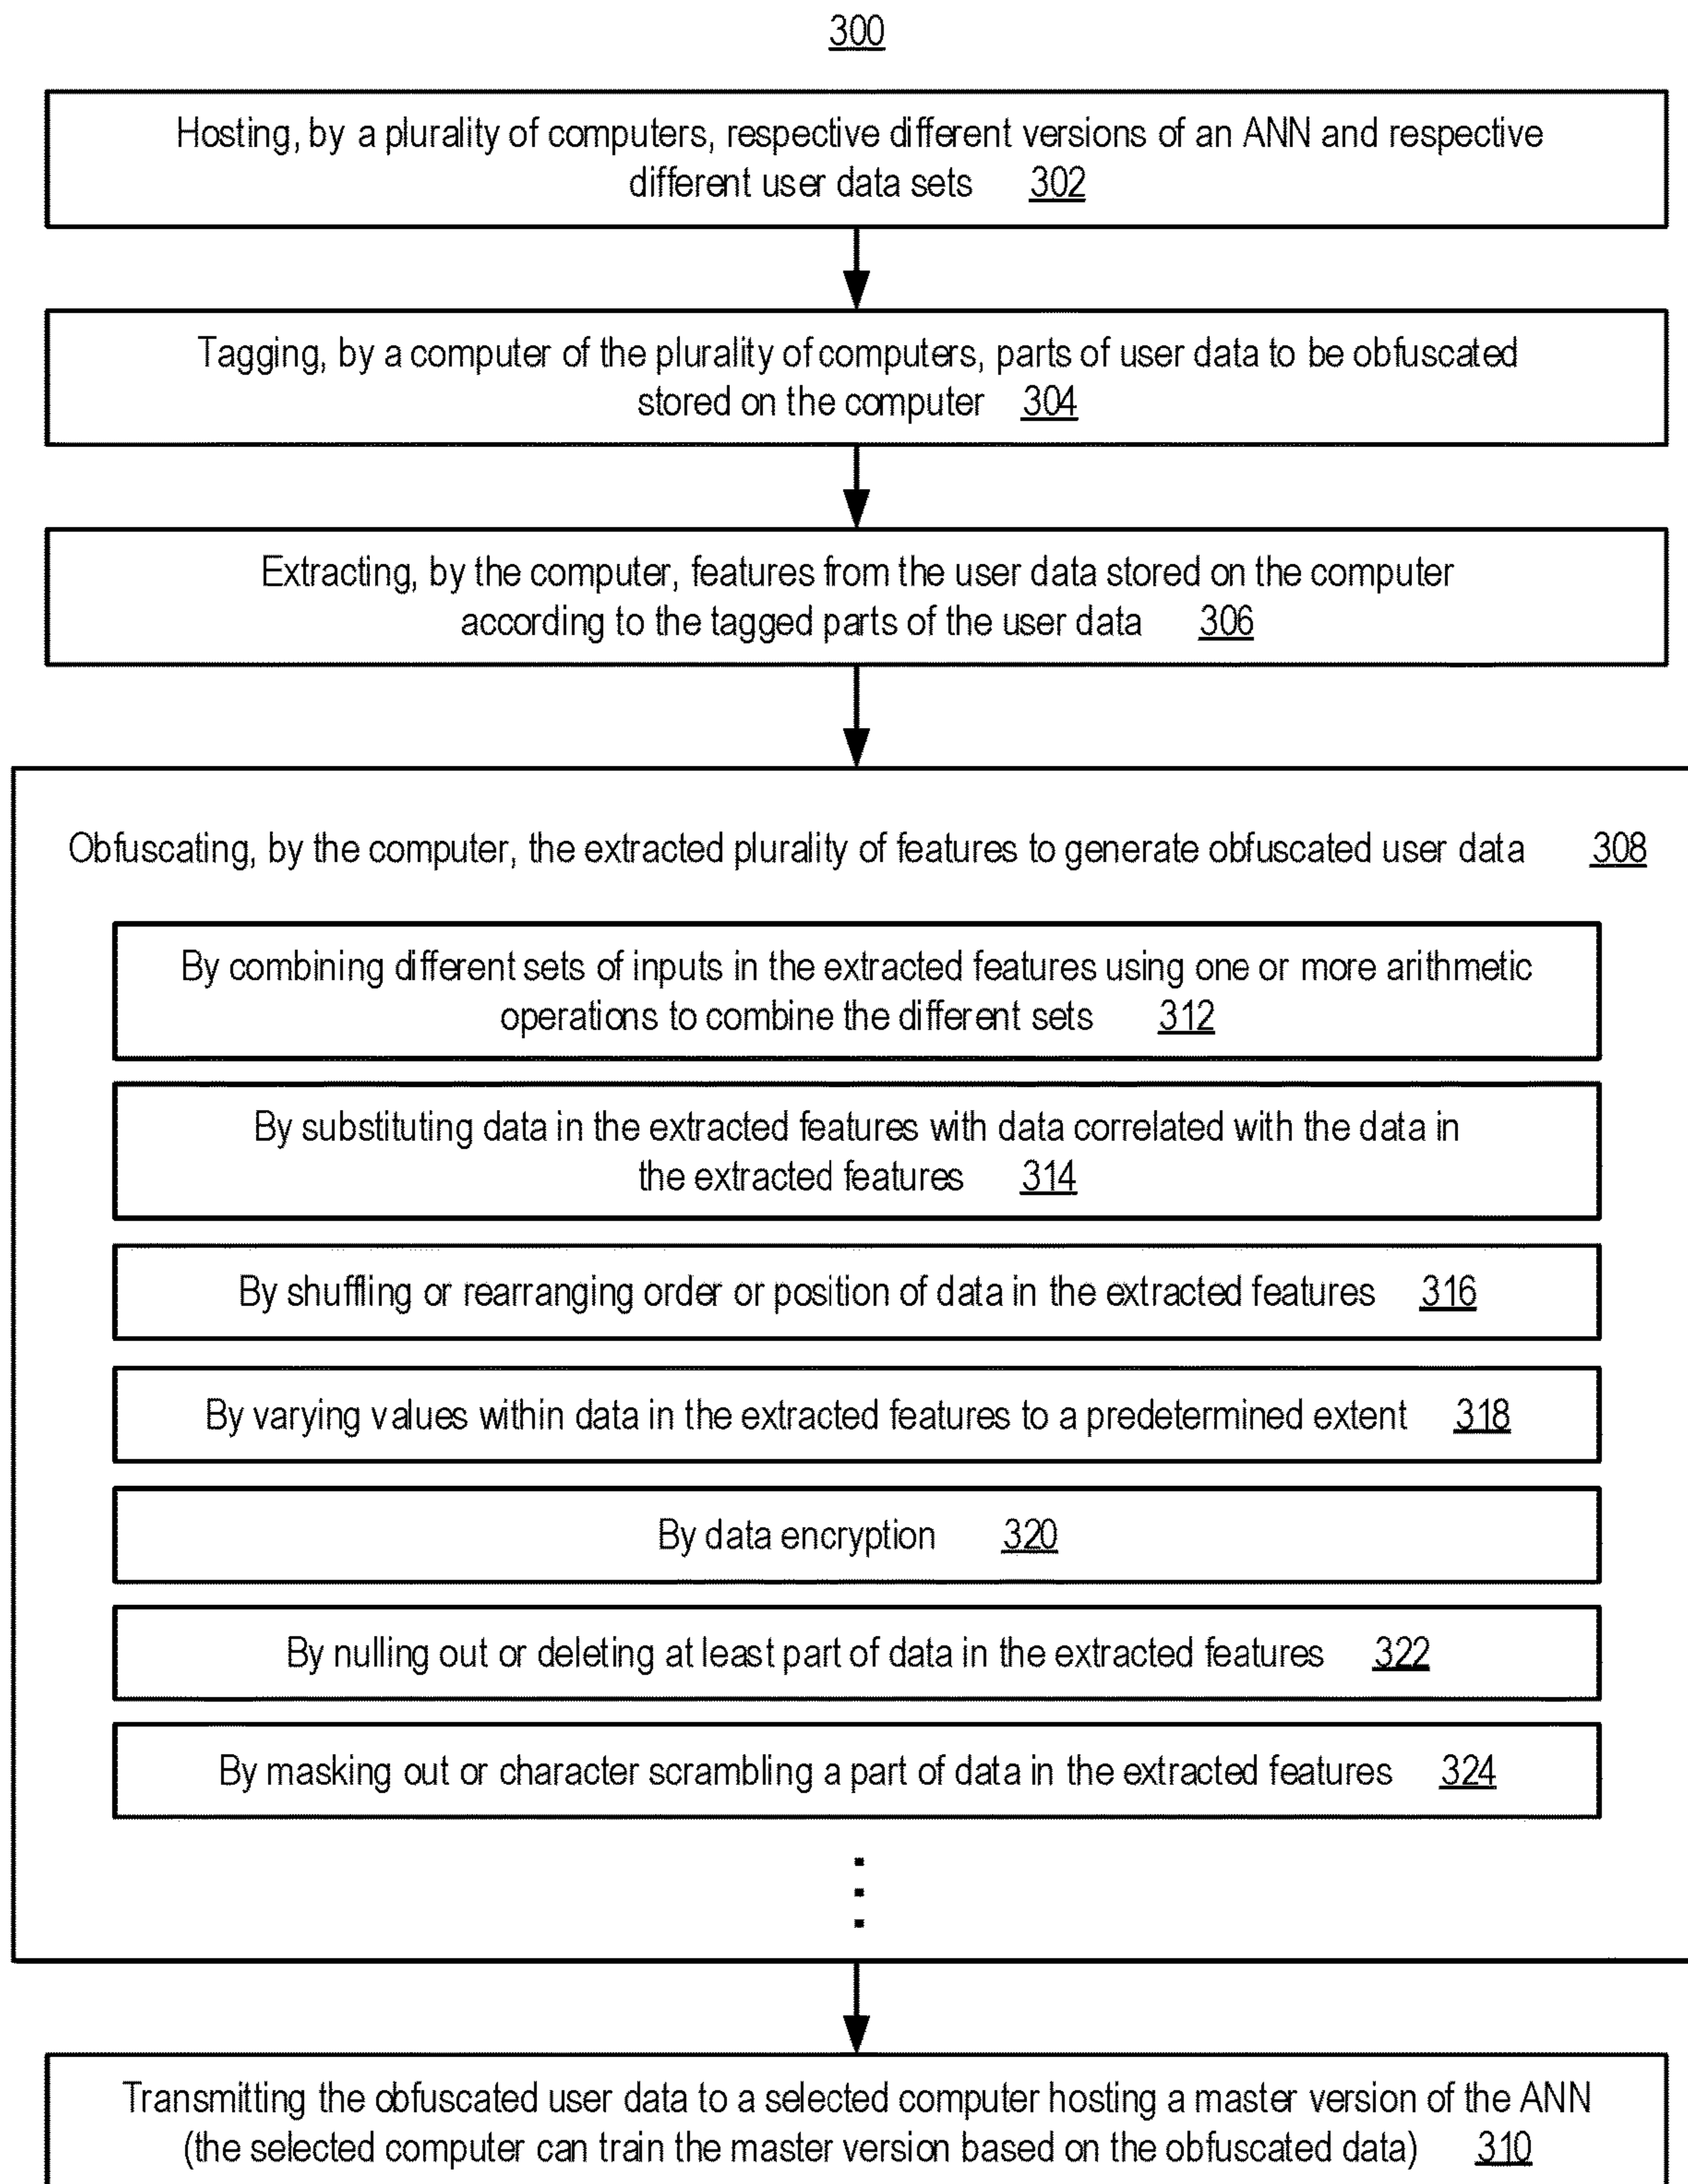 300
Hosting, by a plurality of computers, respective different versions of an ANN and respective
different user data sets 302
Tagging, by a computer of the plurality of computers, parts of user data to be obfuscated
stored on the computer 304
Extracting, by the computer, features from the user data stored on the computer
according to the tagged parts of the user data 306
Obfuscating, by the computer, the extracted plurality of features to generate obfuscated user data 308
By combining different sets of inputs in the extracted features using one or more arithmetic
operations to combine the different sets 312
By substituting data in the extracted features with data correlated with the data in
the extracted features 314
By shuffling or rearranging order or position of data in the extracted features 316
By varying values within data in the extracted features to a predetermined extent 318
By data encryption 320
By nulling out or deleting at least part of data in the extracted features 322
By masking out or character scrambling a part of data in the extracted features 324
Transmitting the obfuscated user data to a selected computer hosting a master version of the ANN
(the selected computer can train the master version based on the obfuscated data) 310